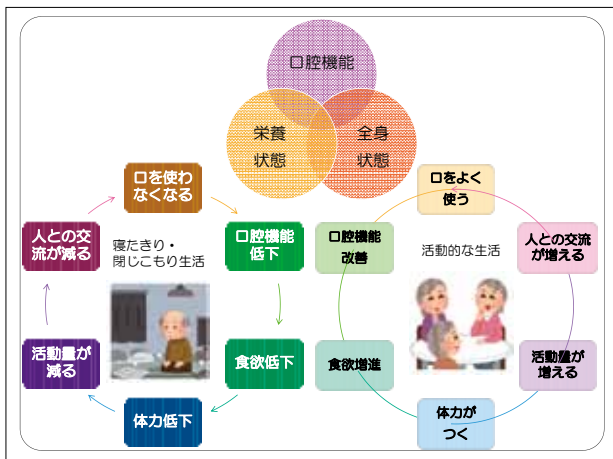 口腔機能
栄養
状態
全身
状態
口を使わ
なくなる
口腔機能
低下
食欲低下
体力低下
活動量が
減る
人との交
流が減る
寝たきり・
閉じこもり生活
口をよく
使う
口腔機能
改善
食欲増進
体力が
つく
活動量が
増える
人との交流
が増える
活動的な生活